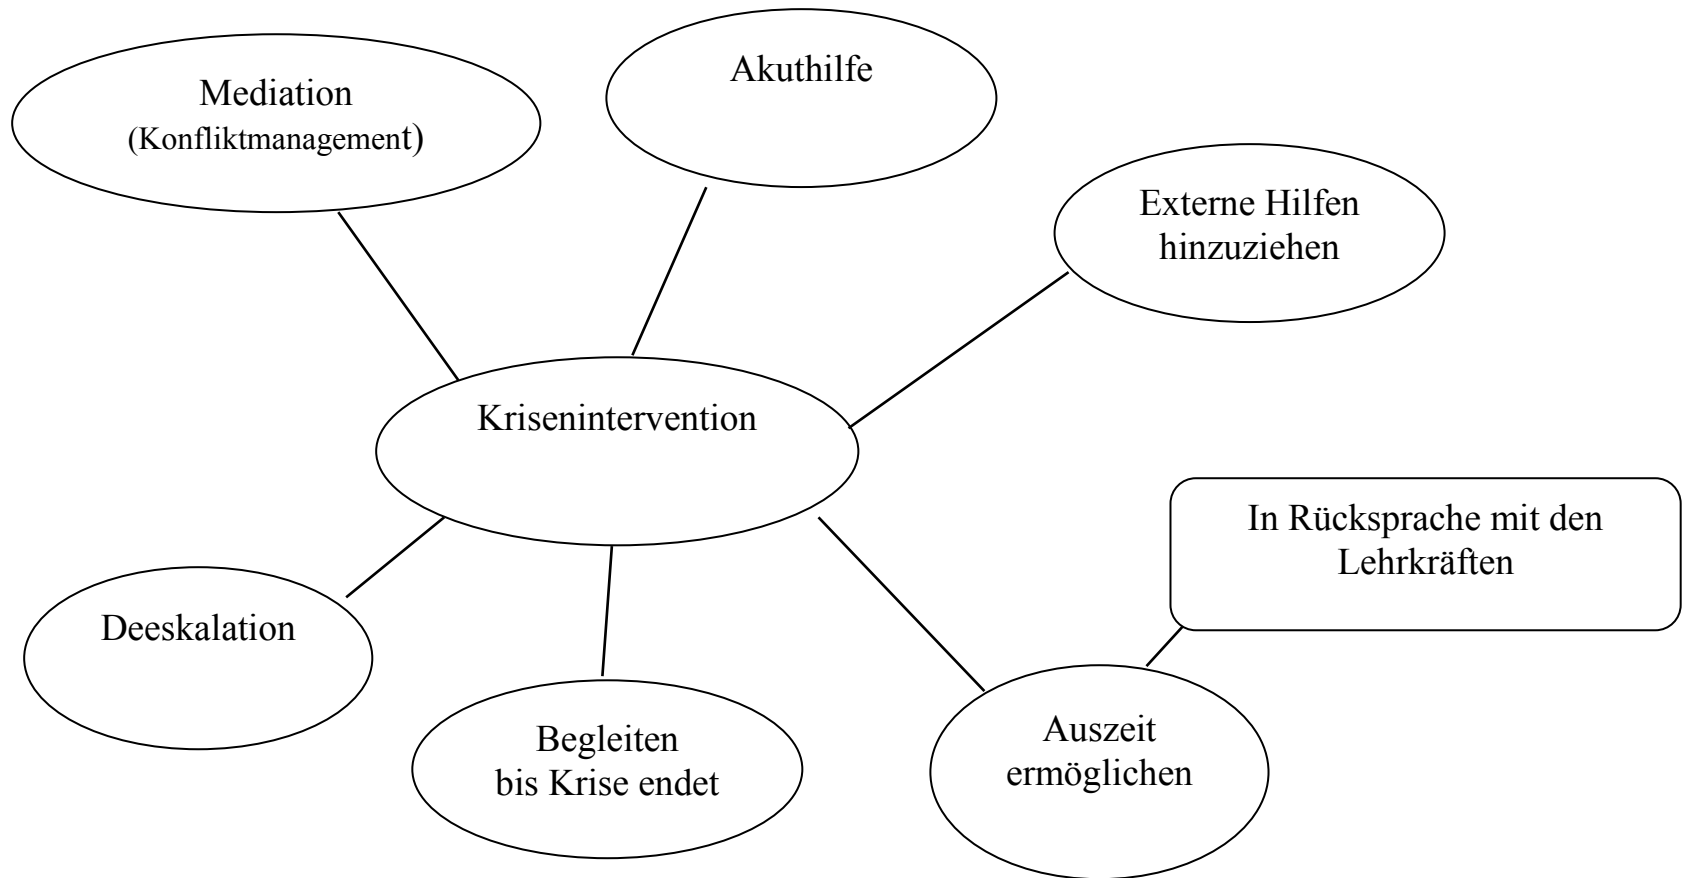 Akuthilfe
Mediation
(Konfliktmanagement)
Externe Hilfen
hinzuziehen
Krisenintervention
In Rücksprache mit den
Lehrkräften
Deeskalation
Begleiten
bis Krise endet
Auszeit
ermöglichen